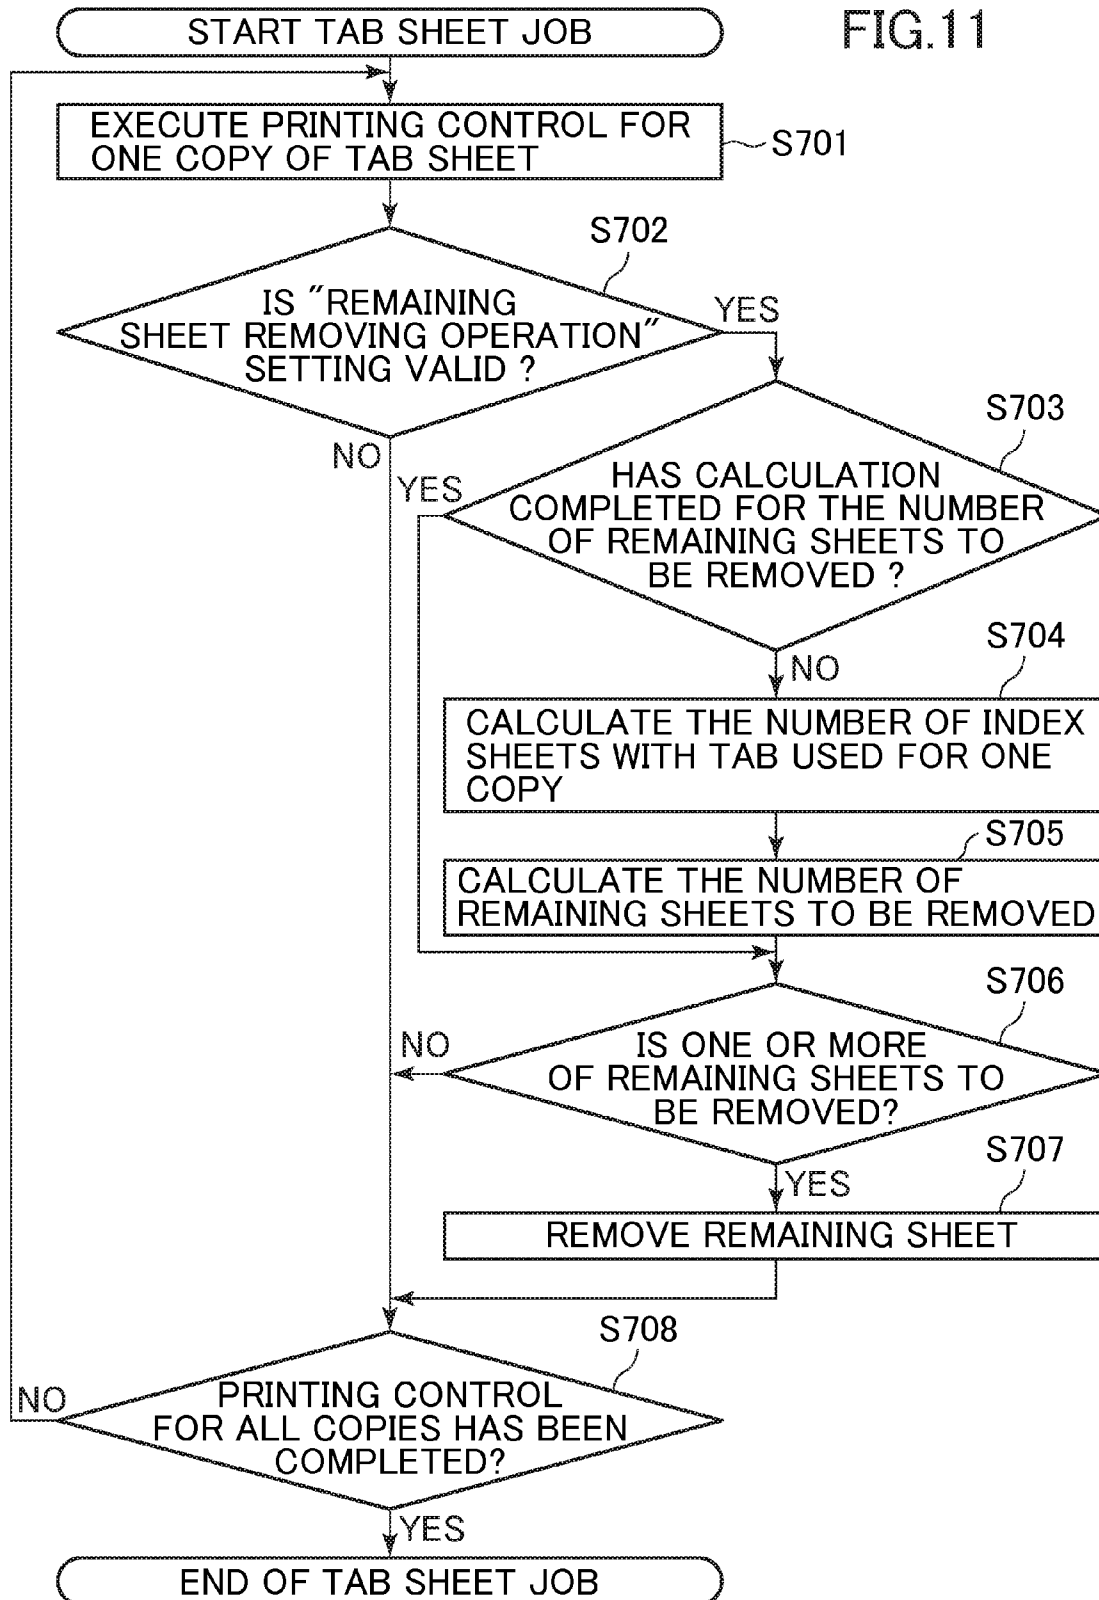 START TAB SHEET JOB
FIG.11
EXECUTE PRINTING CONTROL FOR
ONE COPY OF TAB SHEET
S701
S702
IS "REMAINING
SHEET REMOVING OPERATION"
SETTING VALID ?
YES
NO
S703
HAS CALCULATION
COMPLETED FOR THE NUMBER
OF REMAINING SHEETS TO
BE REMOVED ?
YES
NO
S704
CALCULATE THE NUMBER OF INDEX
SHEETS WITH TAB USED FOR ONE
COPY
S705
CALCULATE THE NUMBER OF
REMAINING SHEETS TO BE REMOVED
S706
IS ONE OR MORE
OF REMAINING SHEETS TO
BE REMOVED?
NO
YES
S707
REMOVE REMAINING SHEET
S708
PRINTING CONTROL
FOR ALL COPIES HAS BEEN
COMPLETED?
NO
YES
END OF TAB SHEET JOB